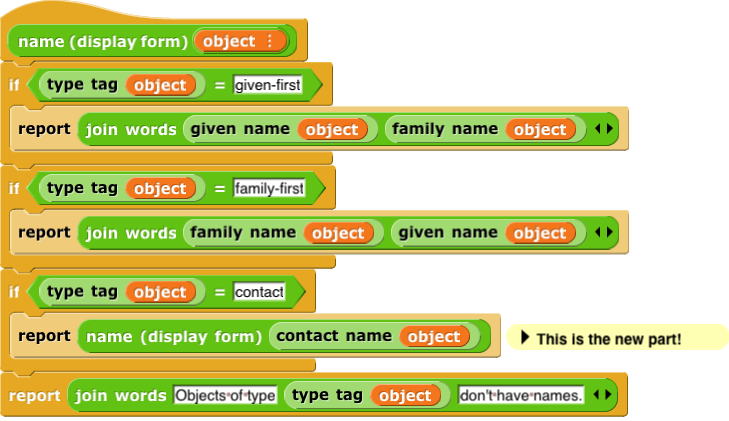 name (display form) object
if type tag object = given-first
report join words given name object family name object
if type tag object = family-first
report join words family name object given name object
if type tag object = contact
report name (display form) contact name object This is the new part!
report join words Objects of type type tag object don't have names.